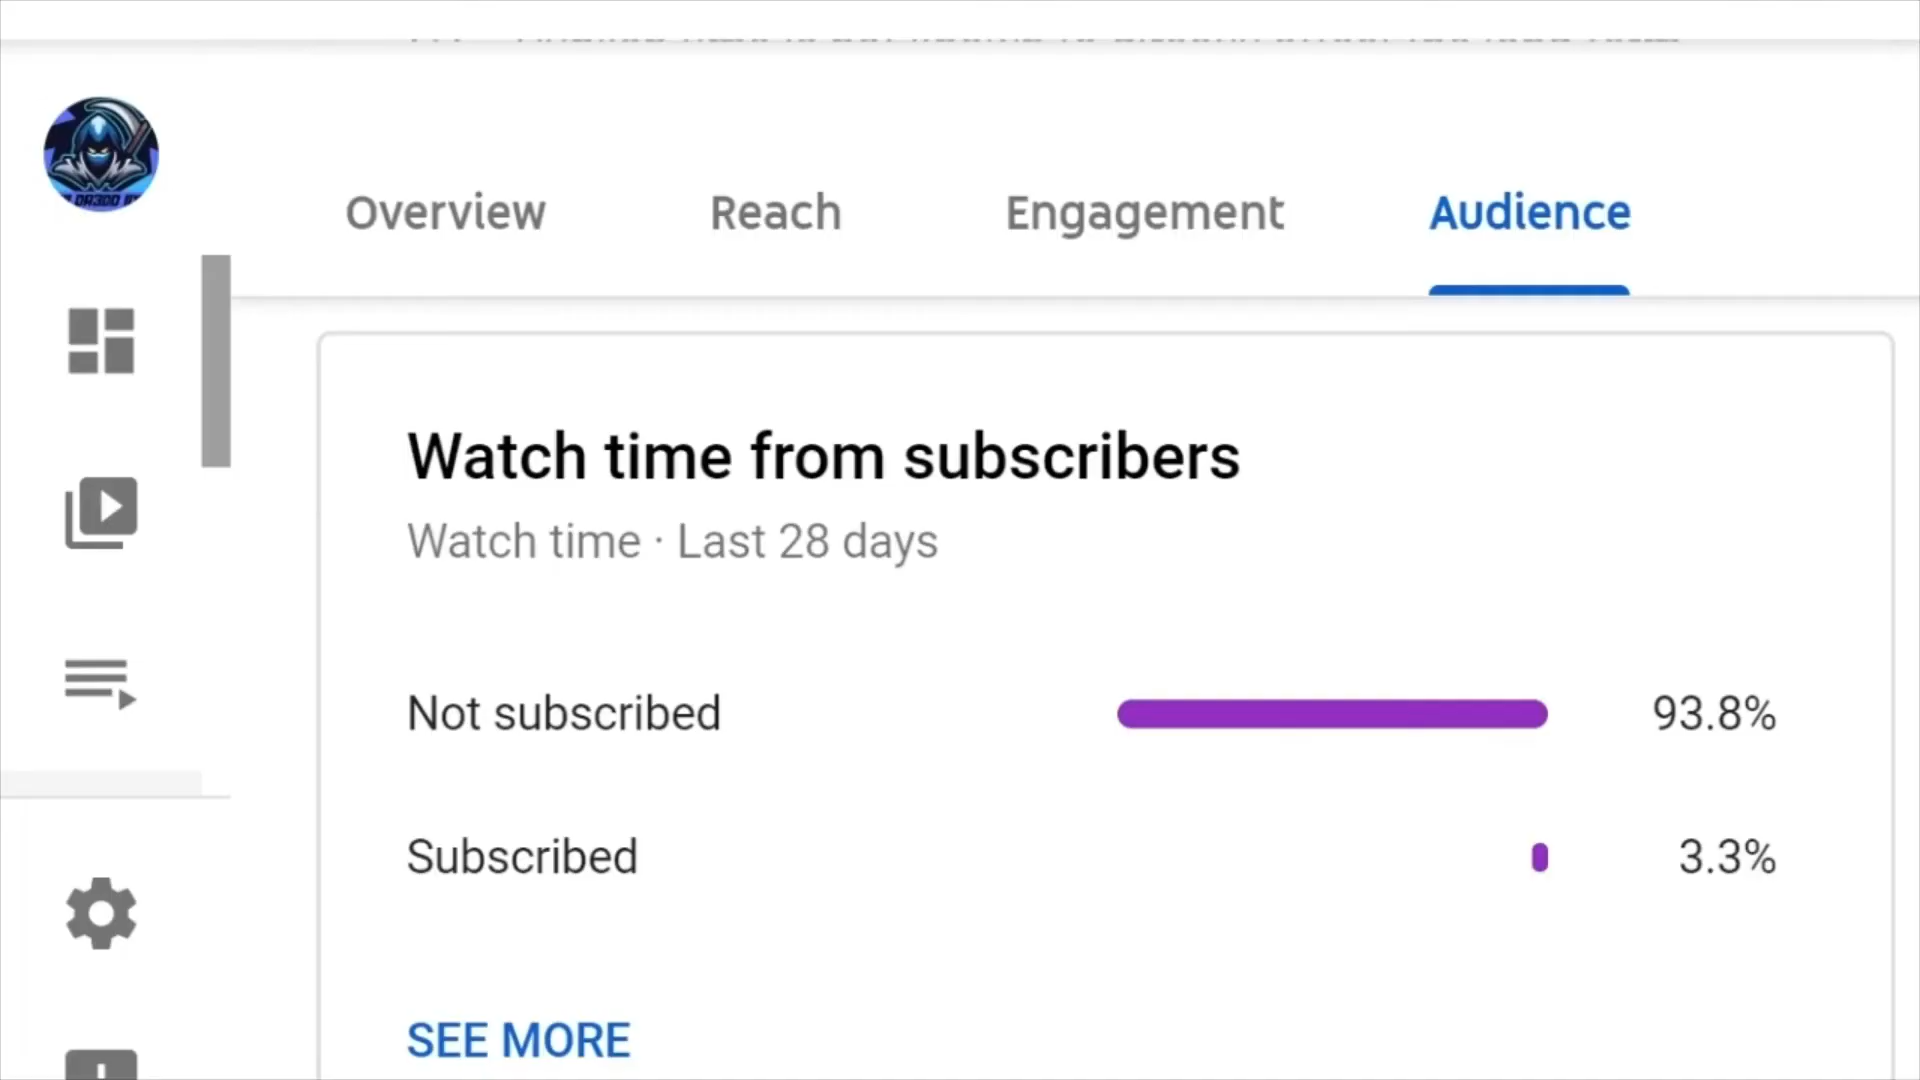 Overview Reach Engagement Audience
Watch time from subscribers
Watch time · Last 28 days
Not subscribed 93.8%
Subscribed 3.3%
SEE MORE